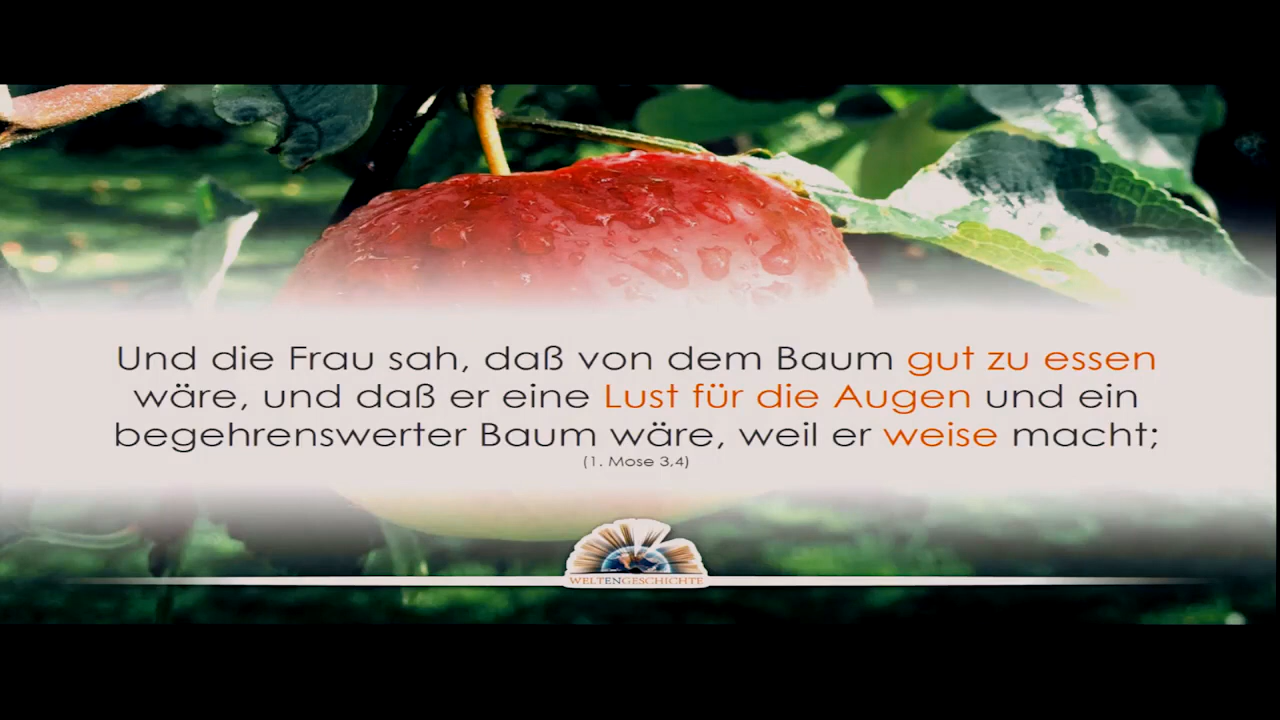 Und die Frau sah, daß von dem Baum gut zu essen
wäre, und daß er eine Lust für die Augen und ein
begehrenswerter Baum wäre, weil er weise macht;
(1. Mose 3,4)
WELTENGESCHICHTE